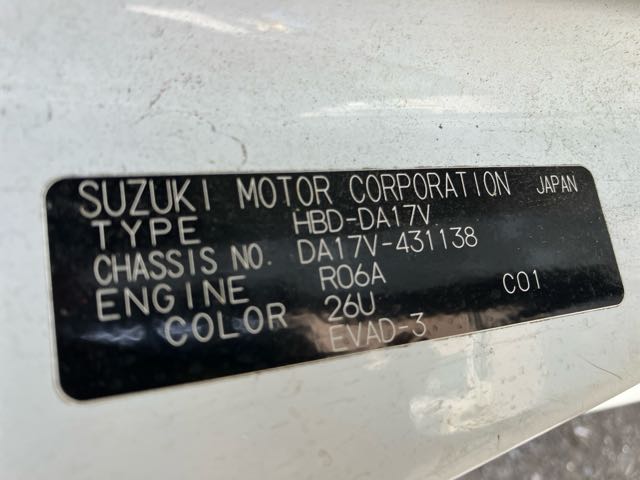 SUZUKI MOTOR CORPORATION JAPAN
TYPE HBD-DA17V
CHASSIS NO. DA17V-431138
ENGINE R06A C01
COLOR 26U
EVAD-3